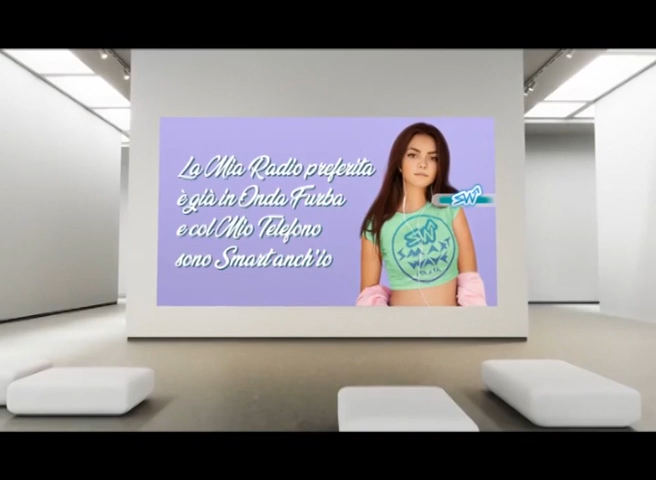 La Mia Radio preferita
è già in Onda Furba
e col Mio Telefono
sono Smart anch'io
SW
SW
SMART
WAVE
ITALIA